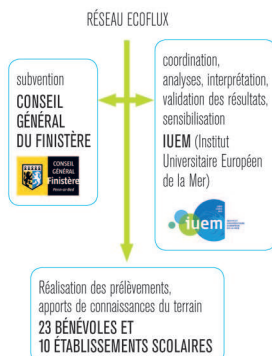 RÉSEAU ECOFLUX
subvention
CONSEIL
GÉNÉRAL
DU FINISTÈRE
CONSEIL
GÉNÉRAL
Finistère
coordination,
analyses, interprétation,
validation des résultats,
sensibilisation
IUEM (Institut
Universitaire Européen
de la Mer)
iuem
Réalisation des prélèvements,
apports de connaissances du terrain
23 BÉNÉVOLES ET
10 ÉTABLISSEMENTS SCOLAIRES